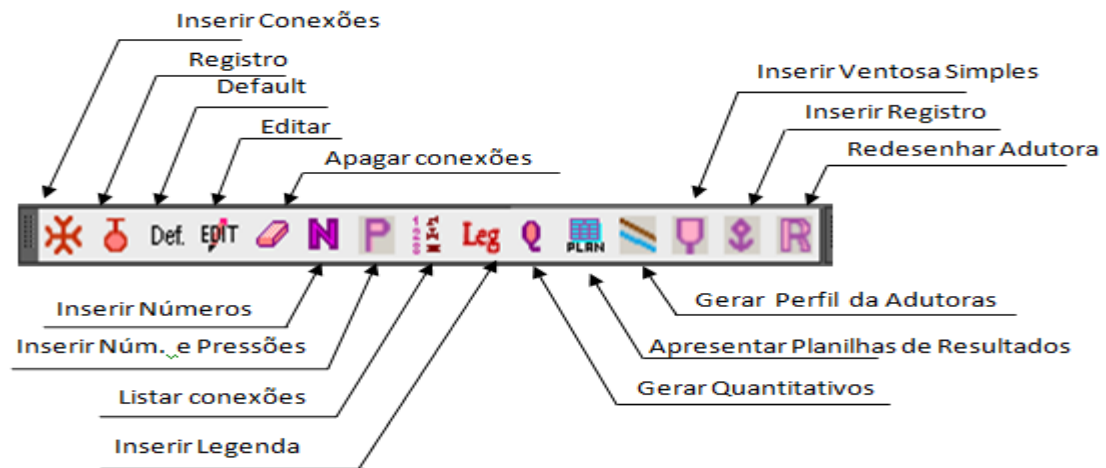 Inserir Conexões
Registro
Default
Editar
Apagar conexões
Inserir Ventosa Simples
Inserir Registro
Redesenhar Adutora
Def. EDIT N P Leg Q PLAN R
Inserir Números
Inserir Núm. e Pressões
Listar conexões
Inserir Legenda
Gerar Perfil da Adutoras
Apresentar Planilhas de Resultados
Gerar Quantitativos